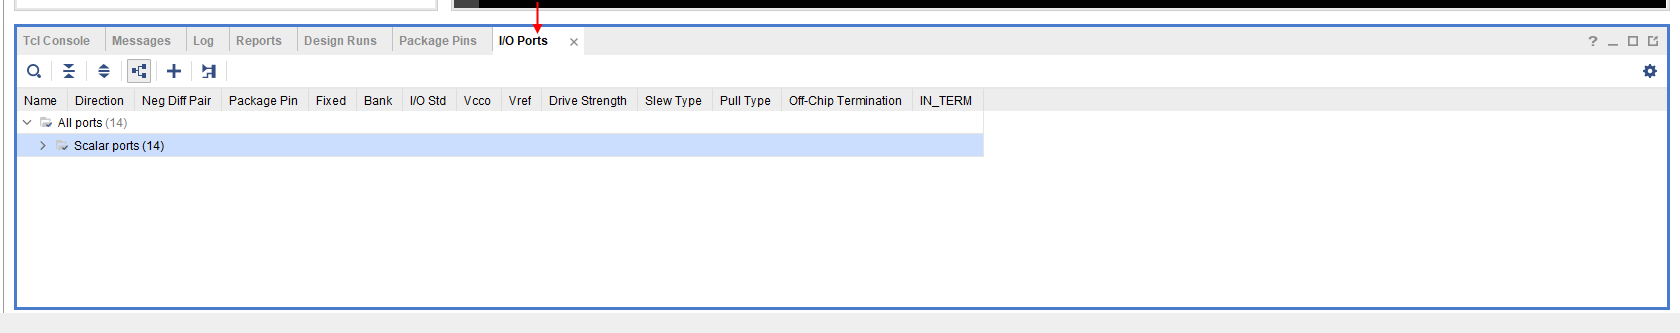 Tcl Console Messages Log Reports Design Runs Package Pins I/O Ports × ? 
Name Direction Neg Diff Pair Package Pin Fixed Bank I/O Std Vcco Vref Drive Strength Slew Type Pull Type Off-Chip Termination IN_TERM
All ports (14)
Scalar ports (14)